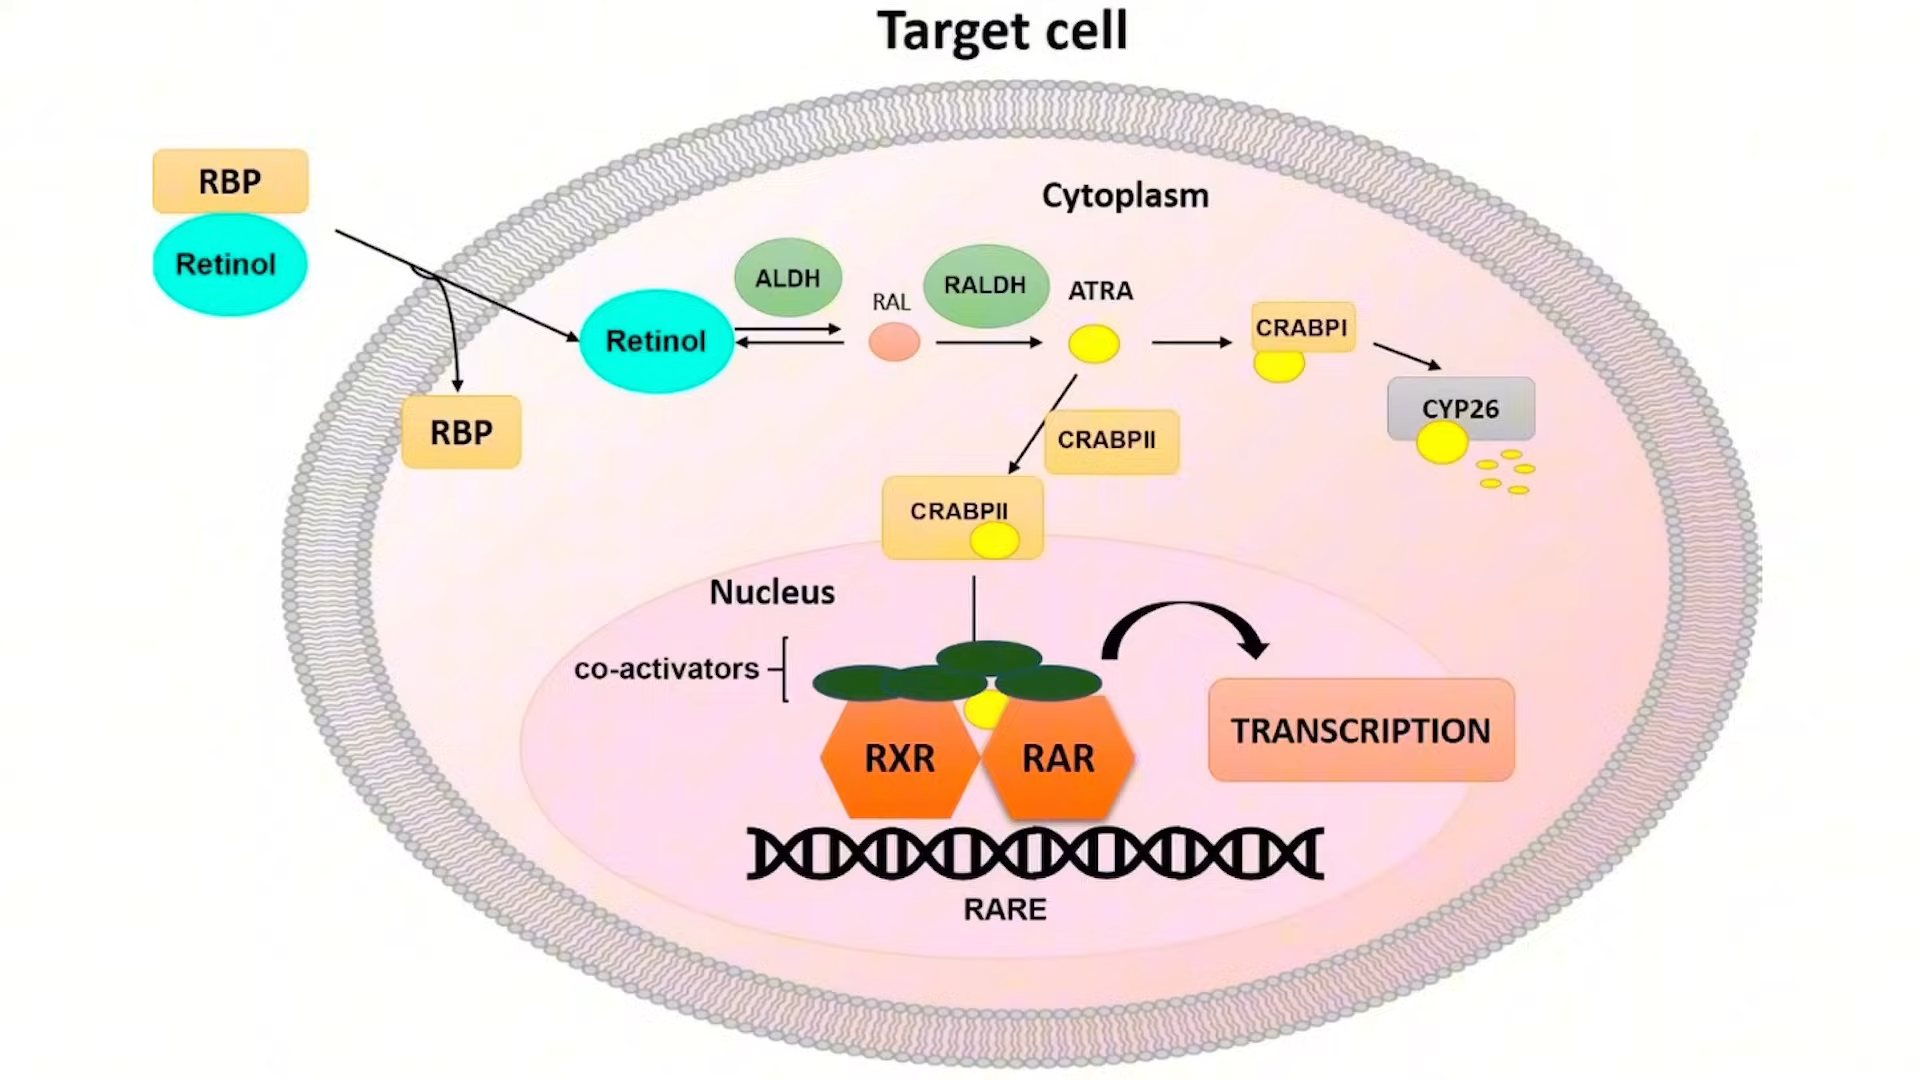 Target cell
RBP
Retinol
Cytoplasm
ALDH
RAL
RALDH
ATRA
Retinol
CRABPI
CYP26
RBP
CRABPII
CRABPII
Nucleus
co-activators
RXR
RAR
TRANSCRIPTION
RARE